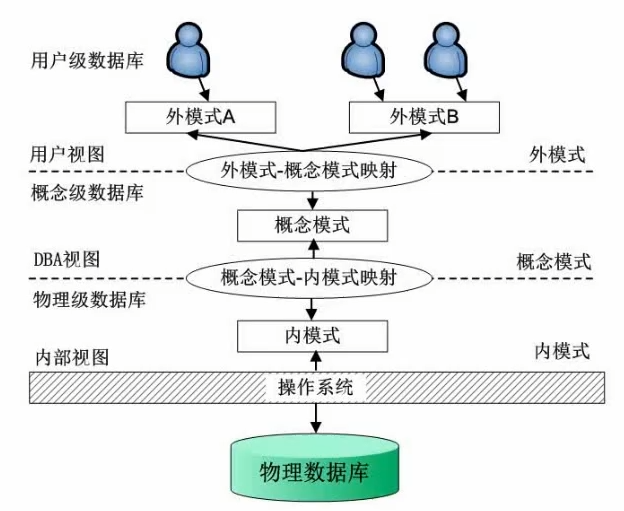 用户级数据库
外模式A
外模式B
用户视图
外模式-概念模式映射
外模式
概念级数据库
概念模式
DBA视图
概念模式-内模式映射
概念模式
物理级数据库
内模式
内部视图
内模式
操作系统
物理数据库